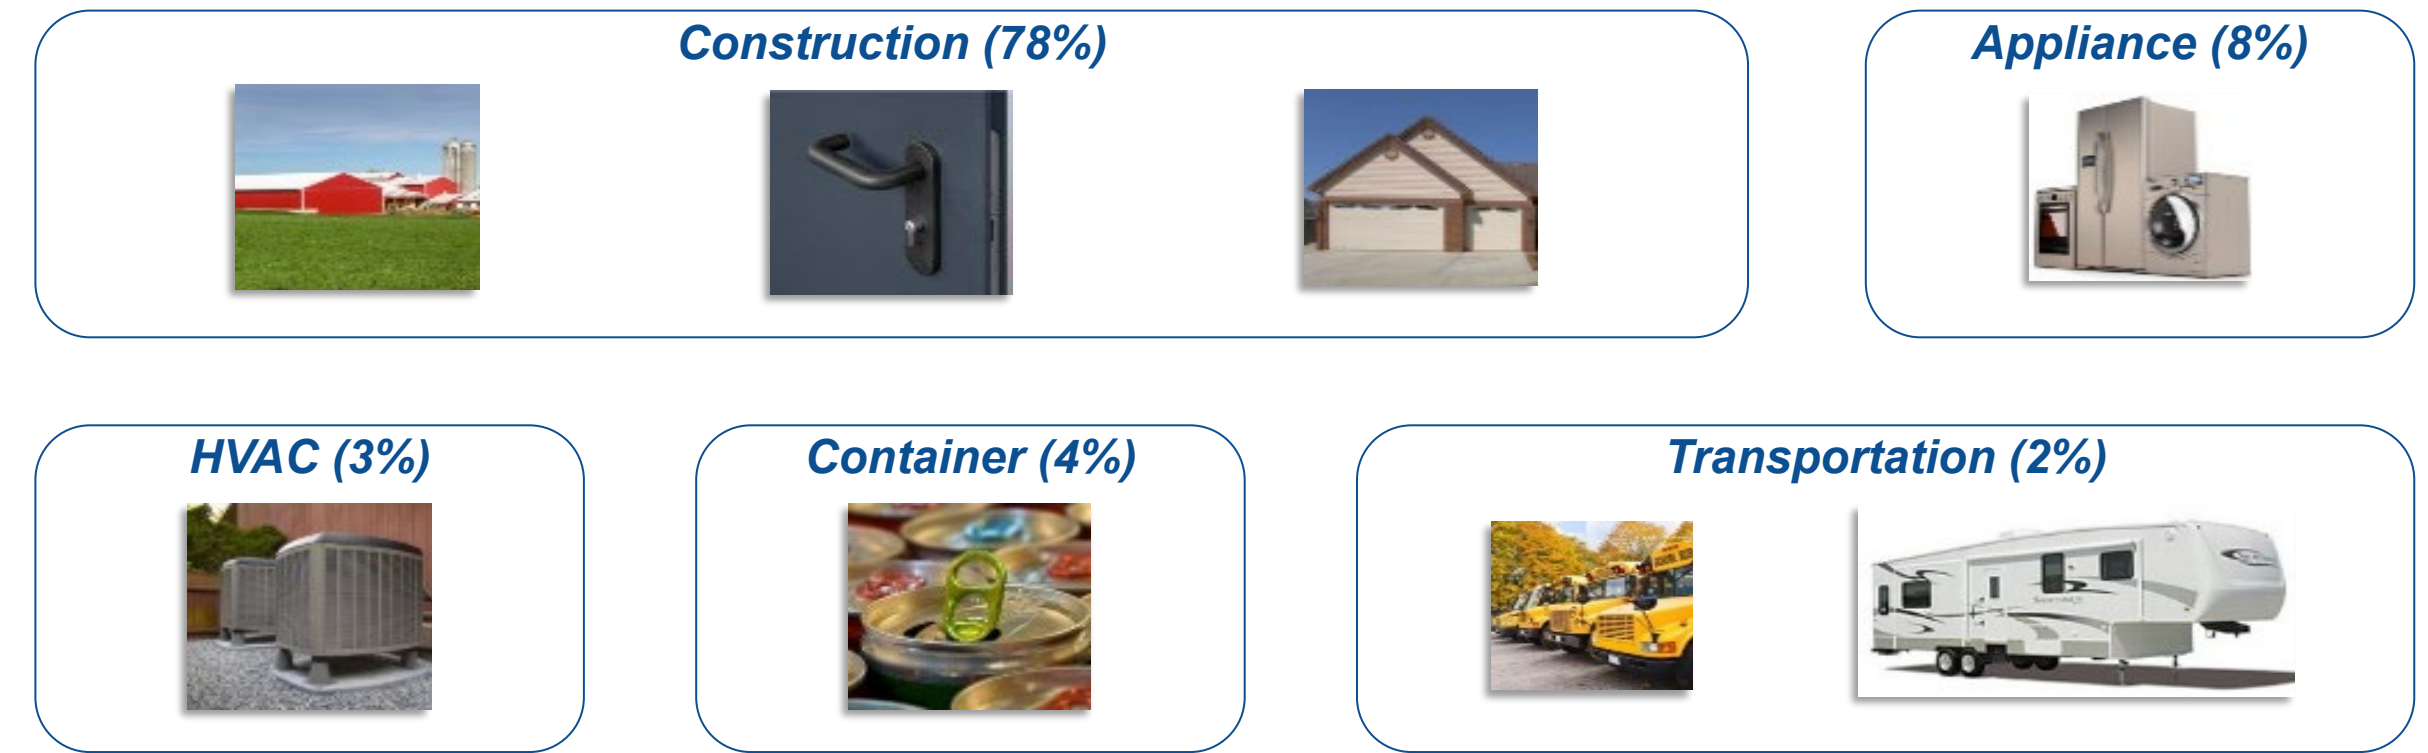 Construction (78%)
Appliance (8%)
HVAC (3%)
Container (4%)
Transportation (2%)